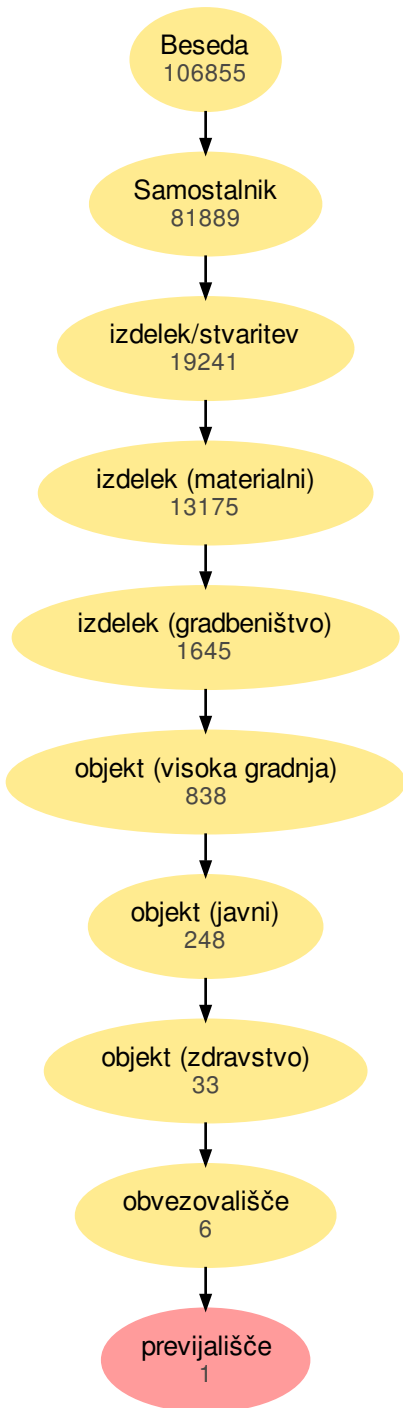 Beseda
106855
Samostalnik
81889
izdelek/stvaritev
19241
izdelek (materialni)
13175
izdelek (gradbeništvo)
1645
objekt (visoka gradnja)
838
objekt (javni)
248
objekt (zdravstvo)
33
obvezovališče
6
previjališče
1